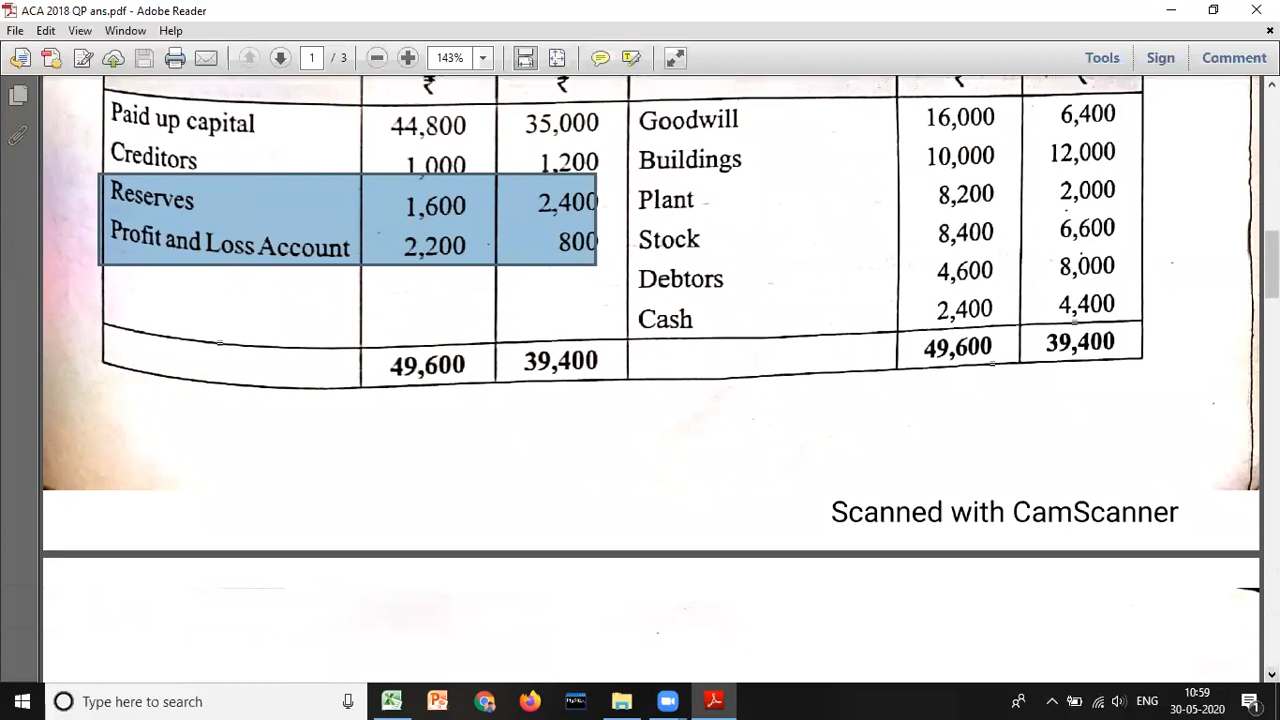 ACA 2018 QP ans.pdf - Adobe Reader
File Edit View Window Help
1 / 3 143% Tools Sign Comment
₹ ₹ ₹ ₹
Paid up capital 44,800 35,000 Goodwill 16,000 6,400
Creditors 1,000 1,200 Buildings 10,000 12,000
Reserves 1,600 2,400 Plant 8,200 2,000
Profit and Loss Account 2,200 800 Stock 8,400 6,600
Debtors 4,600 8,000
Cash 2,400 4,400
49,600 39,400 49,600 39,400
Scanned with CamScanner
Type here to search
ENG 10:59
30-05-2020
1